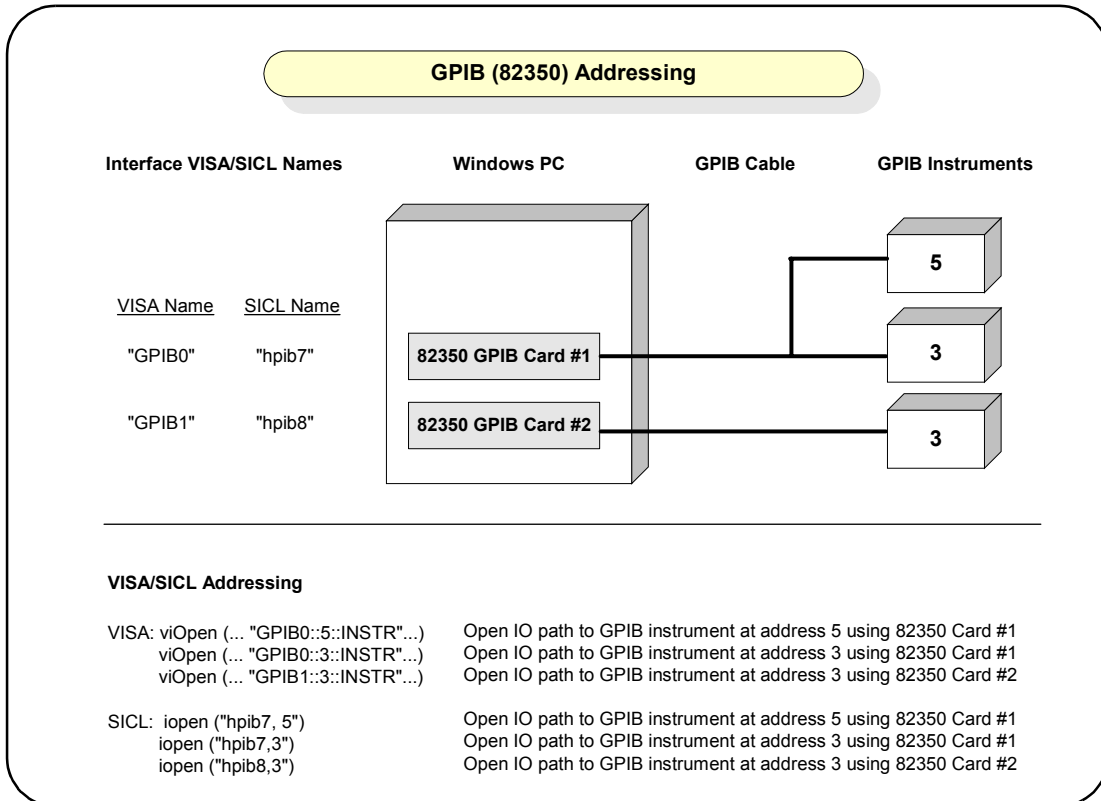 GPIB (82350) Addressing
Interface VISA/SICL Names Windows PC GPIB Cable GPIB Instruments
5
VISA Name SICL Name
"GPIB0" "hpib7" 82350 GPIB Card #1 3
"GPIB1" "hpib8" 82350 GPIB Card #2 3
VISA/SICL Addressing
VISA: viOpen (... "GPIB0::5::INSTR"...) Open IO path to GPIB instrument at address 5 using 82350 Card #1
viOpen (... "GPIB0::3::INSTR"...) Open IO path to GPIB instrument at address 3 using 82350 Card #1
viOpen (... "GPIB1::3::INSTR"...) Open IO path to GPIB instrument at address 3 using 82350 Card #2
SICL: iopen ("hpib7, 5") Open IO path to GPIB instrument at address 5 using 82350 Card #1
iopen ("hpib7,3") Open IO path to GPIB instrument at address 3 using 82350 Card #1
iopen ("hpib8,3") Open IO path to GPIB instrument at address 3 using 82350 Card #2